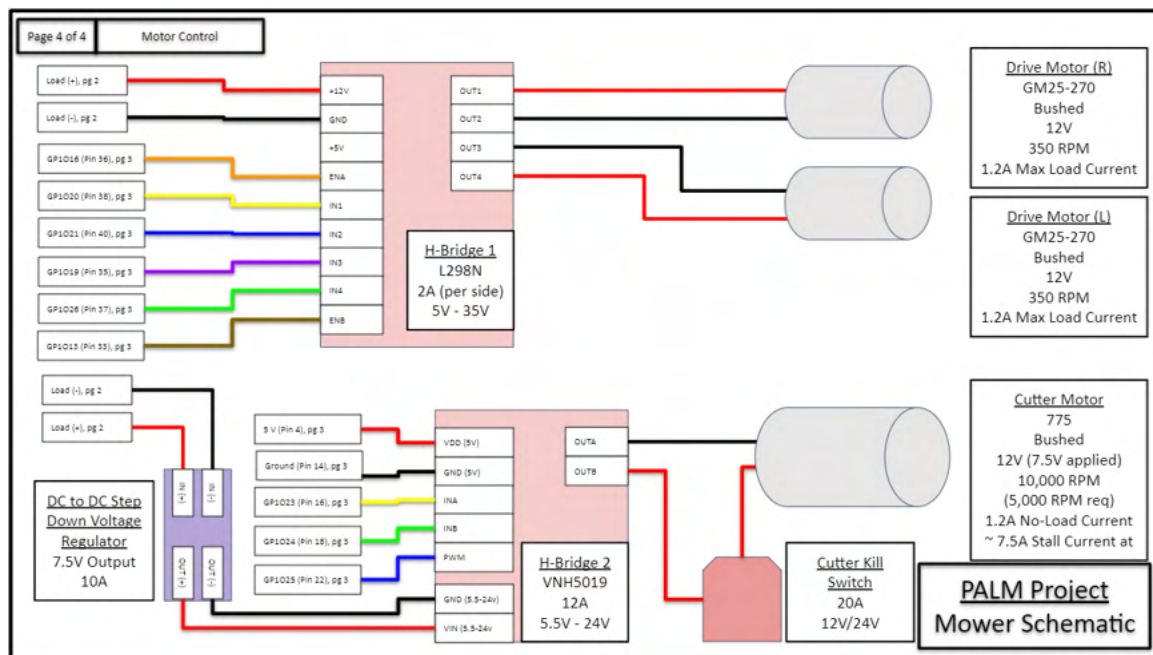 Page 4 of 4
Motor Control
Load (+), pg 2
Load (-), pg 2
GP1O16 (Pin 36), pg 3
GP1O20 (Pin 38), pg 3
GP1O21 (Pin 40), pg 3
GP1O19 (Pin 35), pg 3
GP1O26 (Pin 37), pg 3
GP1O13 (Pin 33), pg 3
+12V
GND
+5V
ENA
IN1
IN2
IN3
IN4
ENB
OUT1
OUT2
OUT3
OUT4
H-Bridge 1
L298N
2A (per side)
5V - 35V
Drive Motor (R)
GM25-270
Bushed
12V
350 RPM
1.2A Max Load Current
Drive Motor (L)
GM25-270
Bushed
12V
350 RPM
1.2A Max Load Current
Load (-), pg 2
Load (+), pg 2
IN (+)
IN (-)
OUT (+)
OUT (-)
DC to DC Step
Down Voltage
Regulator
7.5V Output
10A
5 V (Pin 4), pg 3
Ground (Pin 14), pg 3
GP1O23 (Pin 16), pg 3
GP1O24 (Pin 18), pg 3
GP1O25 (Pin 22), pg 3
VDD (5V)
GND (5V)
INA
INB
PWM
GND (5.5-24v)
VIN (5.5-24v
OUTA
OUTB
H-Bridge 2
VNH5019
12A
5.5V - 24V
Cutter Kill
Switch
20A
12V/24V
Cutter Motor
775
Bushed
12V (7.5V applied)
10,000 RPM
(5,000 RPM req)
1.2A No-Load Current
~ 7.5A Stall Current at
PALM Project
Mower Schematic